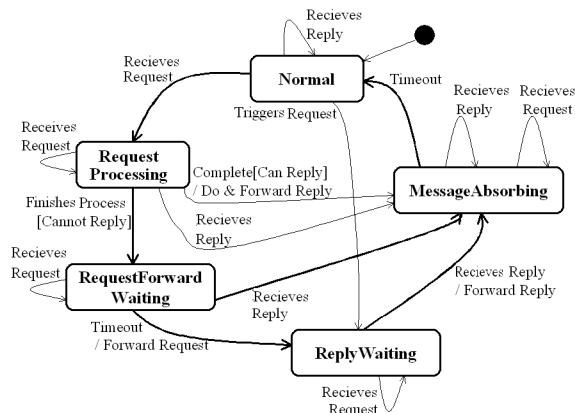 Recieves
Reply
Recieves
Request
Normal
Timeout
Recieves
Reply
Recieves
Request
Triggers Request
Receives
Request
Request
Processing
Complete[Can Reply]
/ Do & Forward Reply
MessageAbsorbing
Finishes Process
[Cannot Reply]
Recieves
Reply
Recieves
Request
RequestForward
Waiting
Recieves
Reply
Recieves Reply
/ Forward Reply
Timeout
/ Forward Request
ReplyWaiting
Recieves
Request